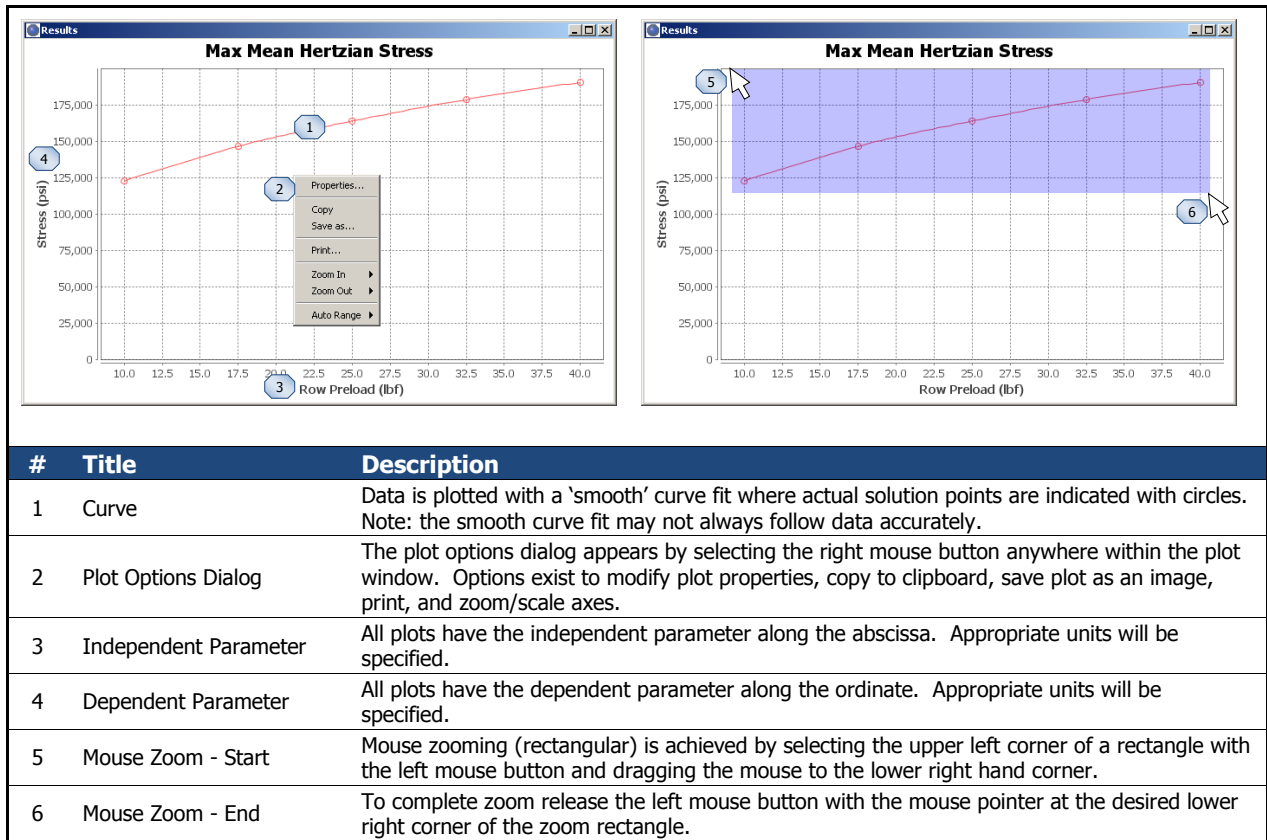 Results
Max Mean Hertzian Stress
175,000
150,000
125,000
100,000
75,000
50,000
25,000
0
Stress (psi)
10.0 12.5 15.0 17.5 20.0 22.5 25.0 27.5 30.0 32.5 35.0 37.5 40.0
Row Preload (lbf)
1
2
3
4
Properties...
Copy
Save as...
Print...
Zoom In
Zoom Out
Auto Range
Results
Max Mean Hertzian Stress
175,000
150,000
125,000
100,000
75,000
50,000
25,000
0
Stress (psi)
10.0 12.5 15.0 17.5 20.0 22.5 25.0 27.5 30.0 32.5 35.0 37.5 40.0
Row Preload (lbf)
5
6
# Title Description
1 Curve Data is plotted with a ‘smooth’ curve fit where actual solution points are indicated with circles.
Note: the smooth curve fit may not always follow data accurately.
2 Plot Options Dialog The plot options dialog appears by selecting the right mouse button anywhere within the plot
window. Options exist to modify plot properties, copy to clipboard, save plot as an image,
print, and zoom/scale axes.
3 Independent Parameter All plots have the independent parameter along the abscissa. Appropriate units will be
specified.
4 Dependent Parameter All plots have the dependent parameter along the ordinate. Appropriate units will be
specified.
5 Mouse Zoom - Start Mouse zooming (rectangular) is achieved by selecting the upper left corner of a rectangle with
the left mouse button and dragging the mouse to the lower right hand corner.
6 Mouse Zoom - End To complete zoom release the left mouse button with the mouse pointer at the desired lower
right corner of the zoom rectangle.